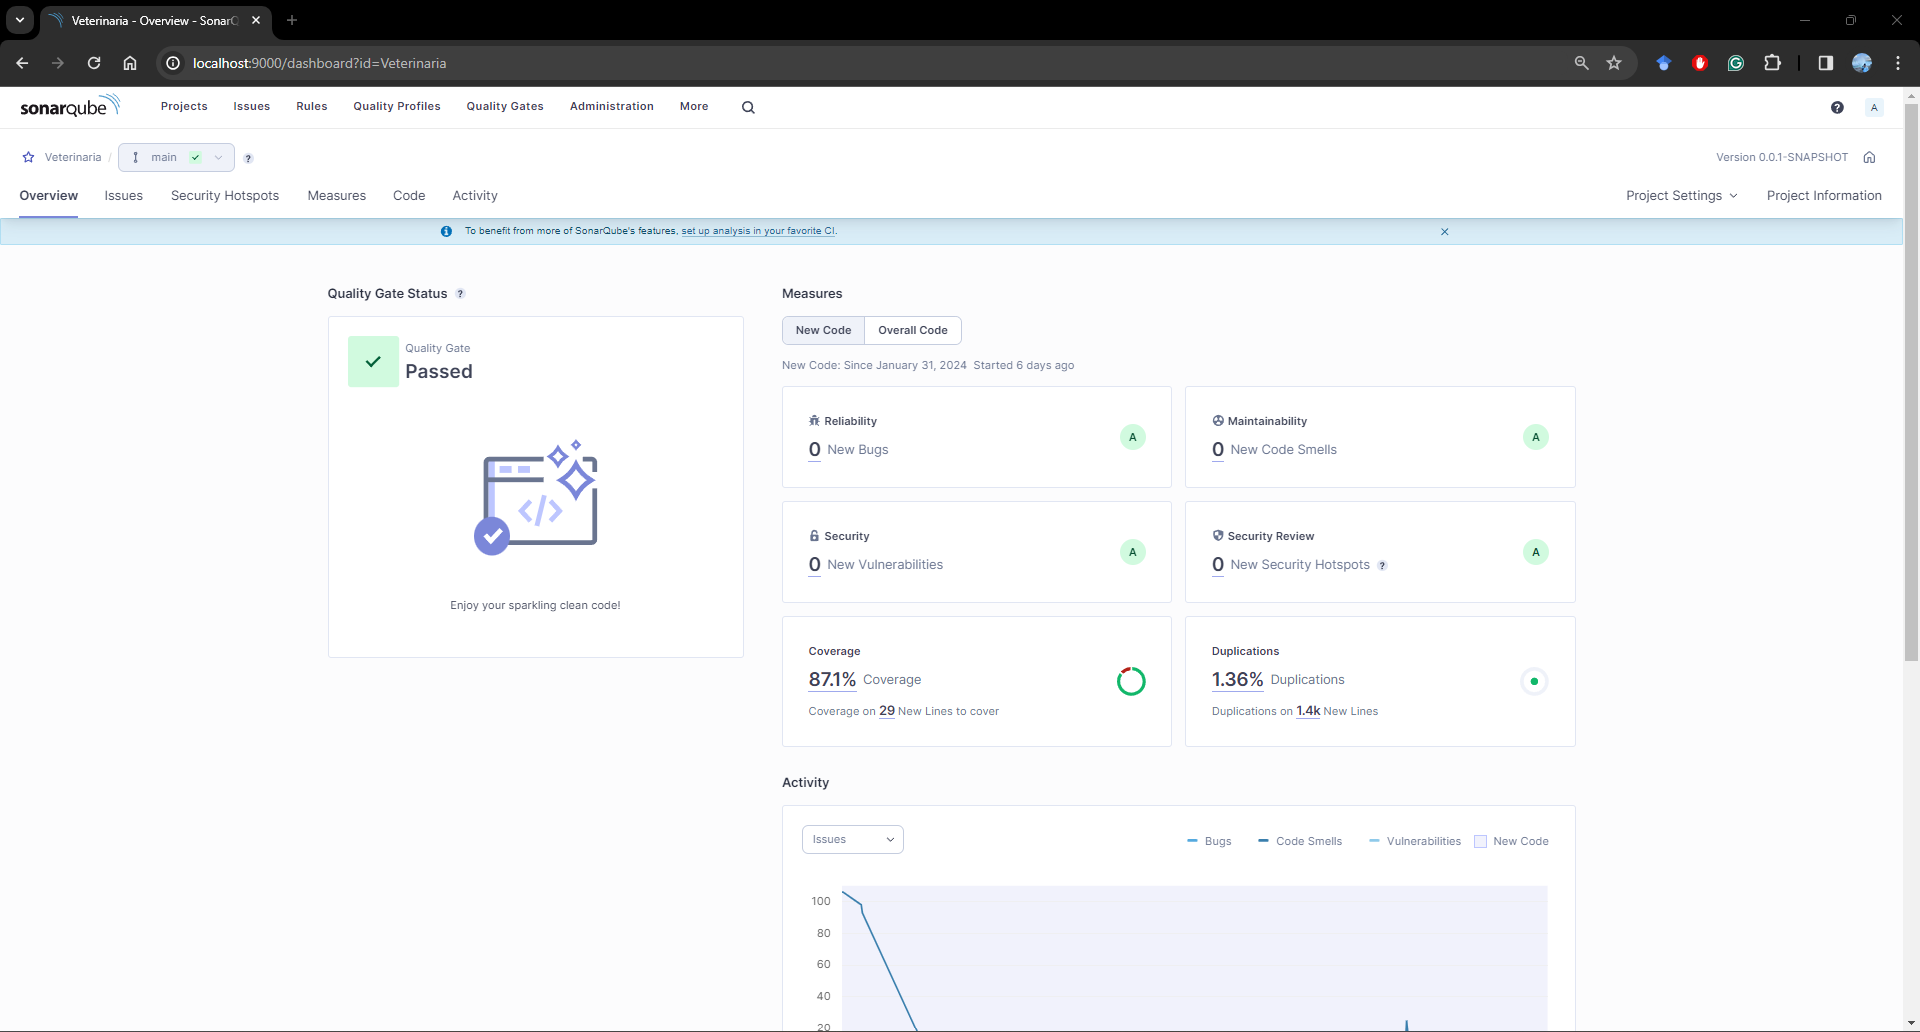 Veterinaria - Overview - SonarQ
localhost:9000/dashboard?id=Veterinaria
sonarqube Projects Issues Rules Quality Profiles Quality Gates Administration More ? A
Veterinaria / main ? Version 0.0.1-SNAPSHOT
Overview Issues Security Hotspots Measures Code Activity Project Settings Project Information
To benefit from more of SonarQube's features, set up analysis in your favorite CI.
Quality Gate Status ?
Quality Gate
Passed
</>
Enjoy your sparkling clean code!
Measures
New Code Overall Code
New Code: Since January 31, 2024 Started 6 days ago
Reliability
0 New Bugs
A
Maintainability
0 New Code Smells
A
Security
0 New Vulnerabilities
A
Security Review
0 New Security Hotspots ?
A
Coverage
87.1% Coverage
Coverage on 29 New Lines to cover
Duplications
1.36% Duplications
Duplications on 1.4k New Lines
Activity
Issues
Bugs Code Smells Vulnerabilities New Code
100
80
60
40
20